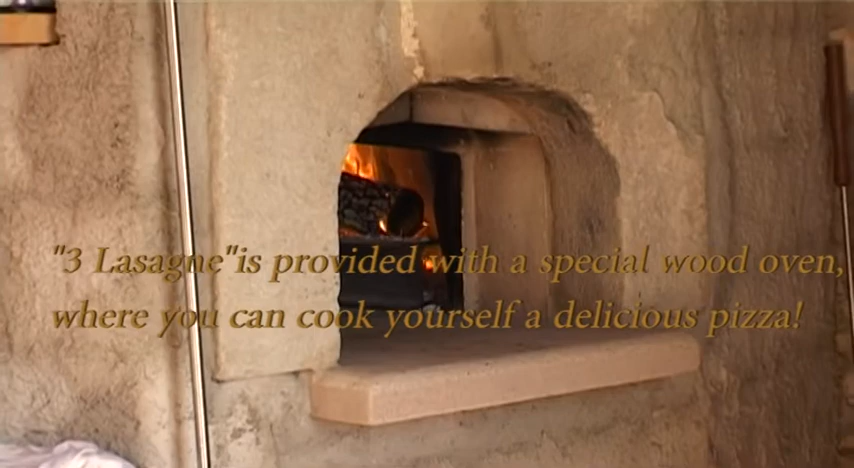 "3 Lasagne"is provided with a special wood oven,
where you can cook yourself a delicious pizza!